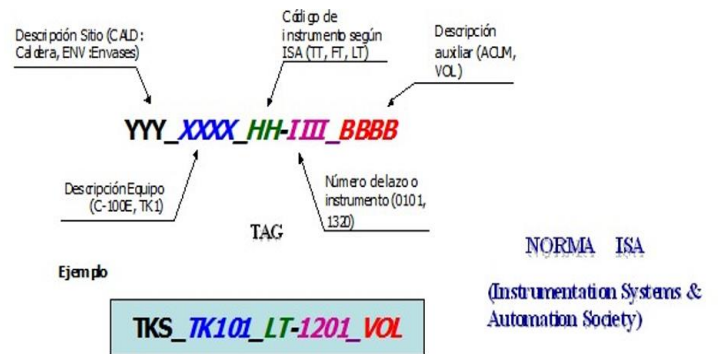 Descripción Sitio (CALD:
Caldera, ENV :Envases)
Código de
instrumento según
ISA (TT, FT, LT)
Descripción
auxiliar (ACUM,
VOL)
YYY_XXXX_HH-IIII_BBBB
Descripción Equipo
(C-100E, TK1)
Número de lazo o
instrumento (0101,
1320)
TAG
NORMA ISA
(Instrumentation Systems &
Automation Society)
Ejemplo
TKS_TK101_LT-1201_VOL